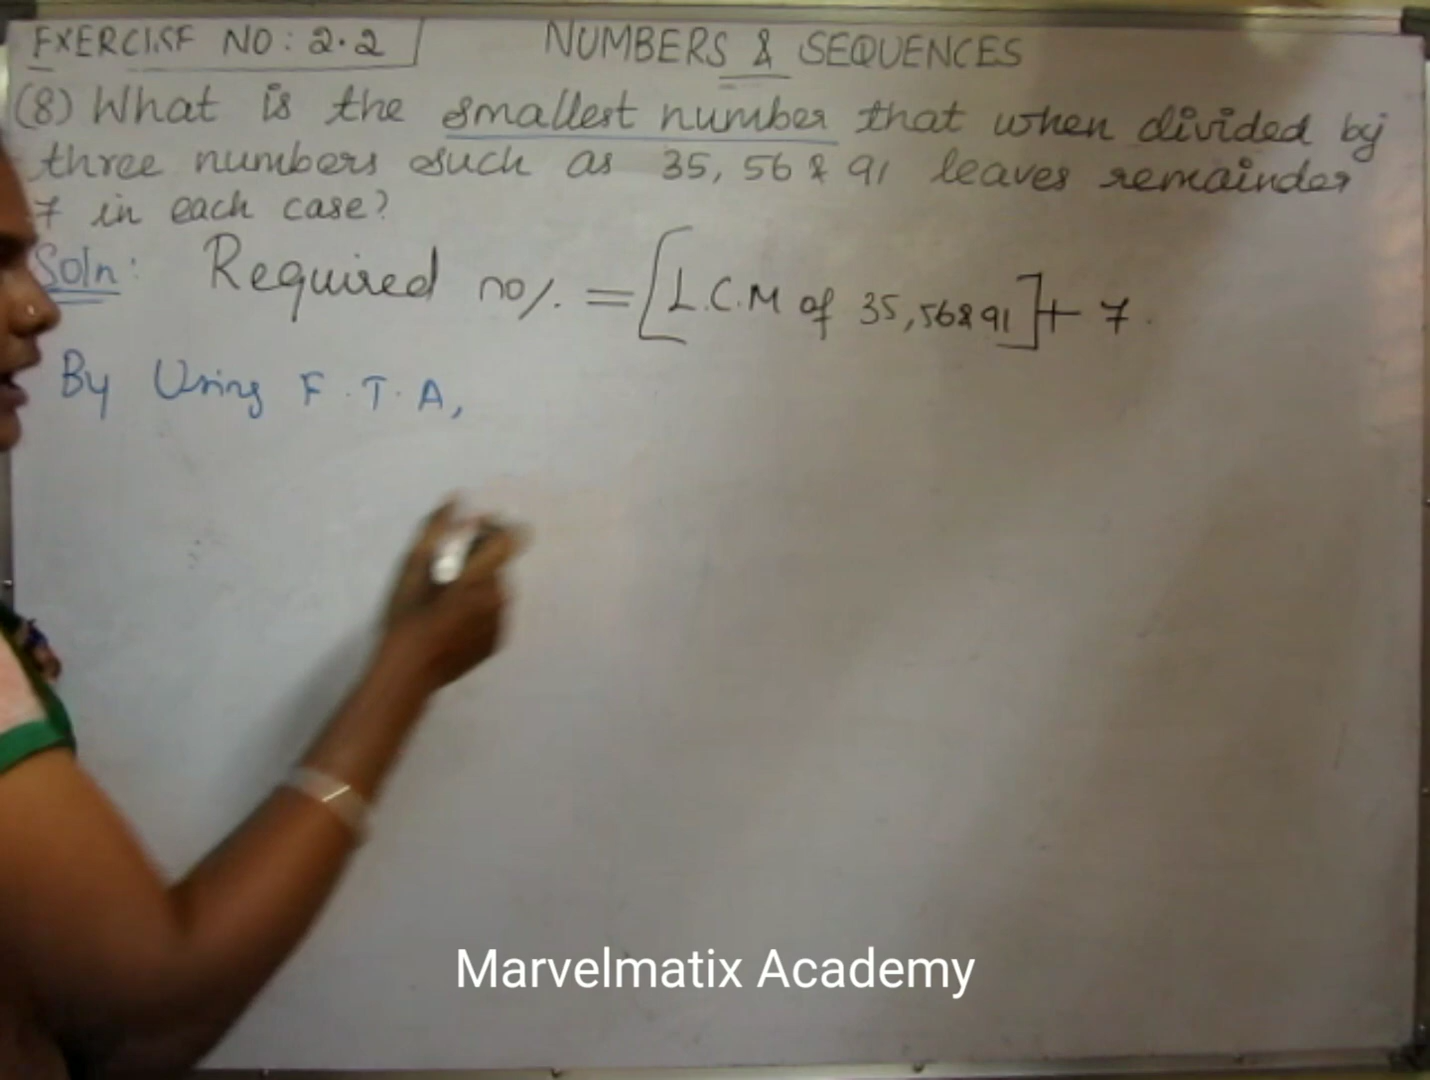 EXERCISE NO: 2.2 NUMBERS & SEQUENCES
(8) What is the smallest number that when divided by
three numbers such as 35, 56 & 91 leaves remainder
7 in each case?
Soln: Required no/. = [L.C.M of 35, 56 & 91] + 7.
By Using F.T.A,
Marvelmatix Academy